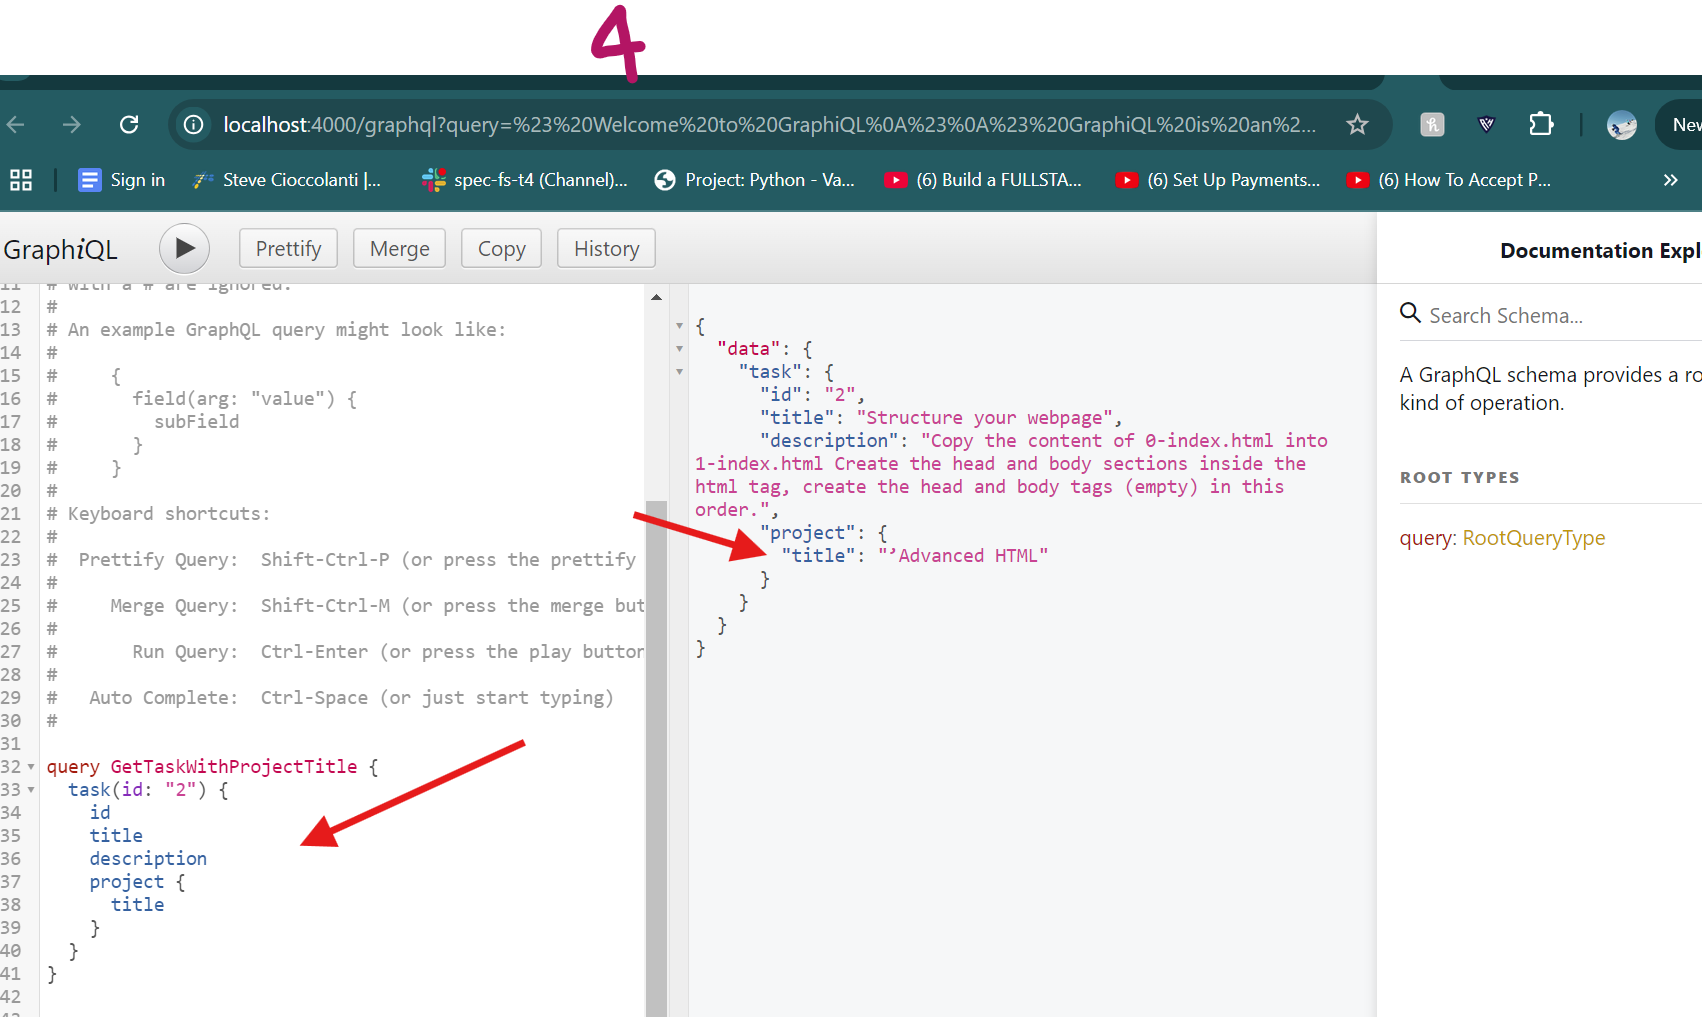 4
localhost:4000/graphql?query=%23%20Welcome%20to%20GraphiQL%0A%23%0A%23%20GraphiQL%20is%20an%2...
New
Sign in
Steve Cioccolanti |...
spec-fs-t4 (Channel)...
Project: Python - Va...
(6) Build a FULLSTA...
(6) Set Up Payments...
(6) How To Accept P...
GraphiQL
Prettify
Merge
Copy
History
11 # with a # are ignored.
12 #
13 # An example GraphQL query might look like:
14 #
15 #     {
16 #       field(arg: "value") {
17 #         subField
18 #       }
19 #     }
20 #
21 # Keyboard shortcuts:
22 #
23 #  Prettify Query:  Shift-Ctrl-P (or press the prettify
24 #
25 #     Merge Query:  Shift-Ctrl-M (or press the merge but
26 #
27 #       Run Query:  Ctrl-Enter (or press the play button
28 #
29 #   Auto Complete:  Ctrl-Space (or just start typing)
30 #
31
32 query GetTaskWithProjectTitle {
33   task(id: "2") {
34     id
35     title
36     description
37     project {
38       title
39     }
40   }
41 }
42
{
  "data": {
    "task": {
      "id": "2",
      "title": "Structure your webpage",
      "description": "Copy the content of 0-index.html into
1-index.html Create the head and body sections inside the
html tag, create the head and body tags (empty) in this
order.",
      "project": {
        "title": "’Advanced HTML"
      }
    }
  }
}
Documentation Expl
Search Schema...
A GraphQL schema provides a ro
kind of operation.
ROOT TYPES
query: RootQueryType